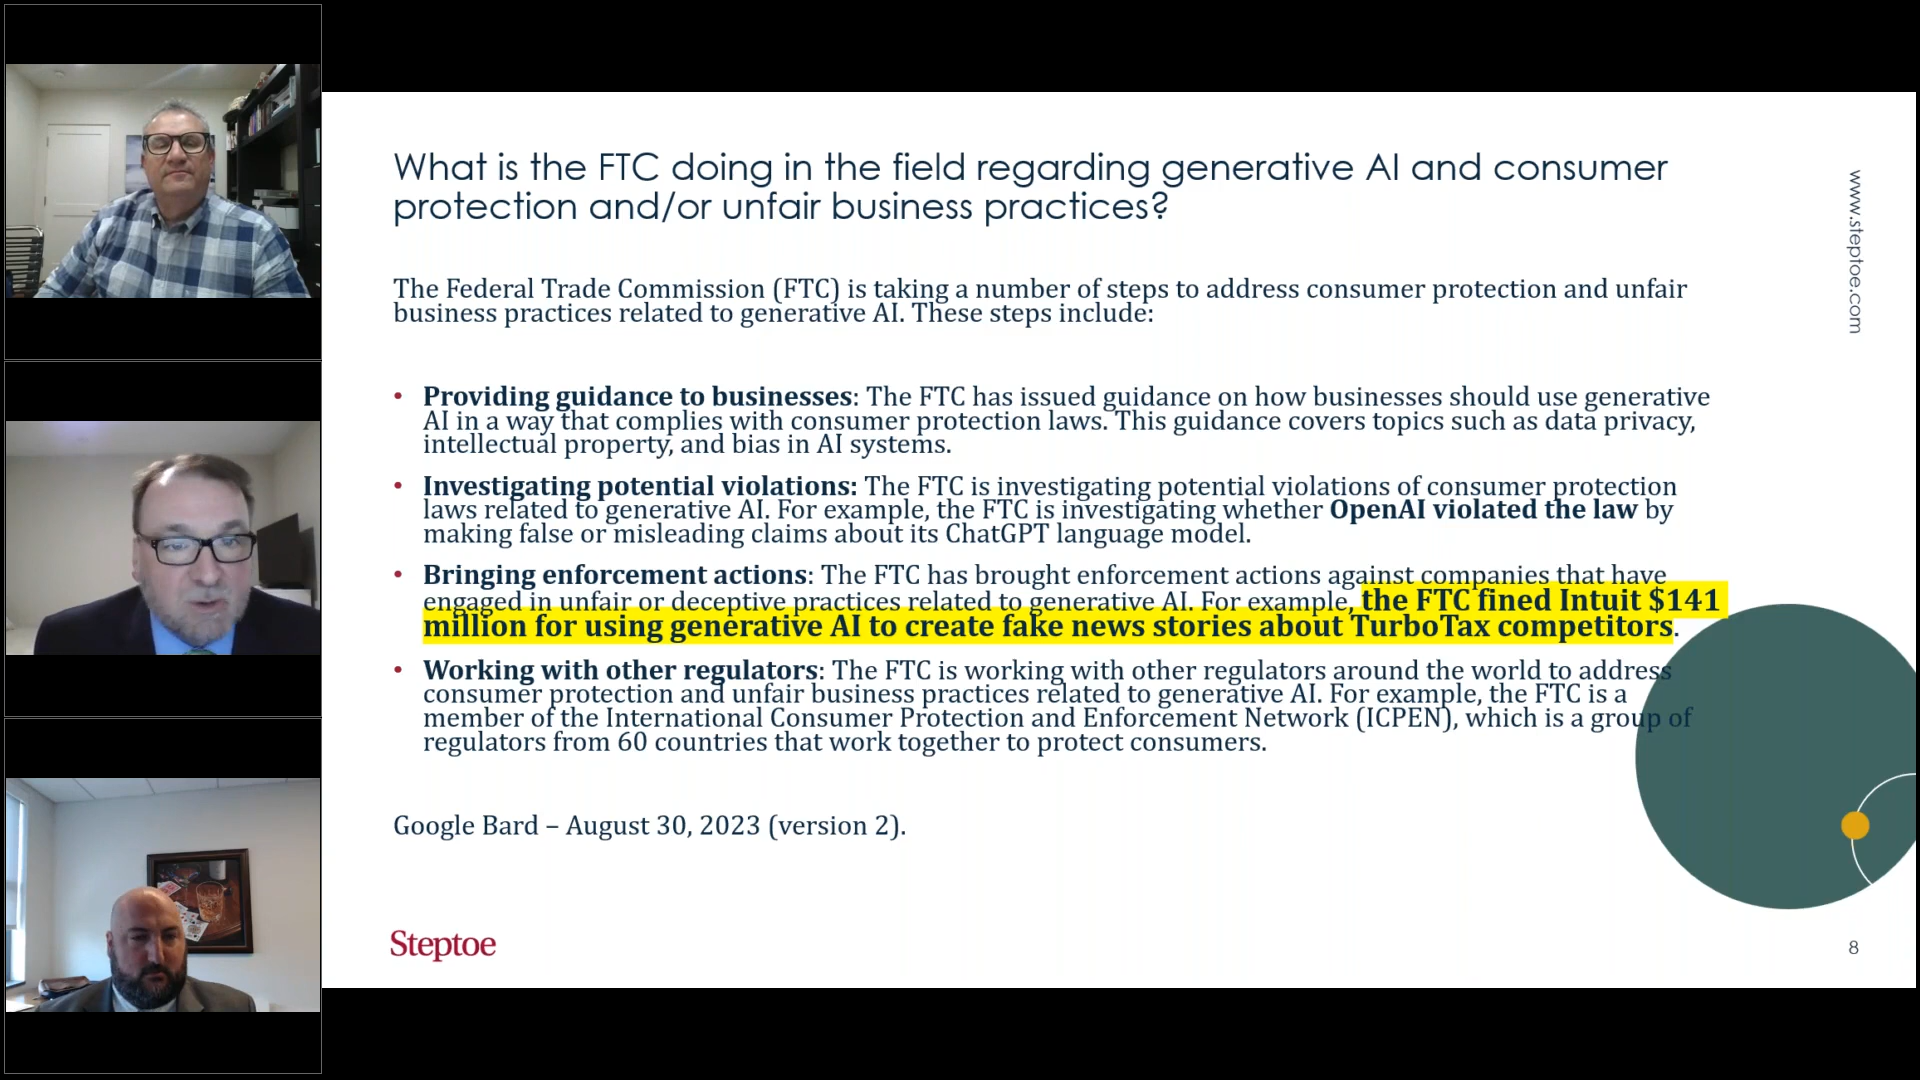 What is the FTC doing in the field regarding generative AI and consumer
protection and/or unfair business practices?
www.steptoe.com
The Federal Trade Commission (FTC) is taking a number of steps to address consumer protection and unfair
business practices related to generative AI. These steps include:
• Providing guidance to businesses: The FTC has issued guidance on how businesses should use generative
AI in a way that complies with consumer protection laws. This guidance covers topics such as data privacy,
intellectual property, and bias in AI systems.
• Investigating potential violations: The FTC is investigating potential violations of consumer protection
laws related to generative AI. For example, the FTC is investigating whether OpenAI violated the law by
making false or misleading claims about its ChatGPT language model.
• Bringing enforcement actions: The FTC has brought enforcement actions against companies that have
engaged in unfair or deceptive practices related to generative AI. For example, the FTC fined Intuit $141
million for using generative AI to create fake news stories about TurboTax competitors.
• Working with other regulators: The FTC is working with other regulators around the world to address
consumer protection and unfair business practices related to generative AI. For example, the FTC is a
member of the International Consumer Protection and Enforcement Network (ICPEN), which is a group of
regulators from 60 countries that work together to protect consumers.
Google Bard – August 30, 2023 (version 2).
Steptoe
8